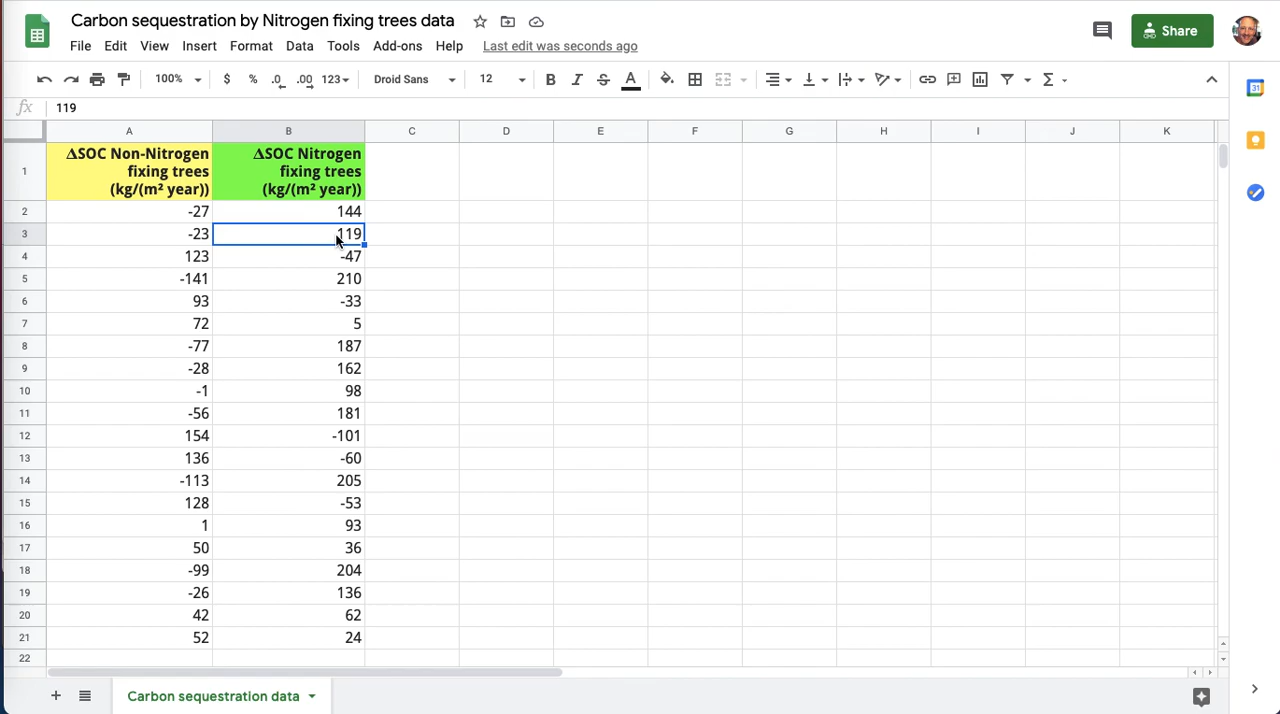 Carbon sequestration by Nitrogen fixing trees data
File Edit View Insert Format Data Tools Add-ons Help Last edit was seconds ago
Share
100% $ % .0 .00 123 Droid Sans 12 B I S A Σ
fx 119
31
A B C D E F G H I J K
1 ΔSOC Non-Nitrogen fixing trees (kg/(m² year)) ΔSOC Nitrogen fixing trees (kg/(m² year))
2 -27 144
3 -23 119
4 123 -47
5 -141 210
6 93 -33
7 72 5
8 -77 187
9 -28 162
10 -1 98
11 -56 181
12 154 -101
13 136 -60
14 -113 205
15 128 -53
16 1 93
17 50 36
18 -99 204
19 -26 136
20 42 62
21 52 24
22
Carbon sequestration data